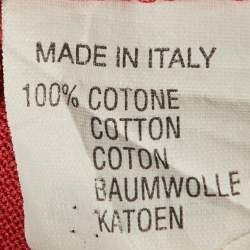 MADE IN ITALY
100% COTONE
COTTON
COTON
BAUMWOLLE
KATOEN